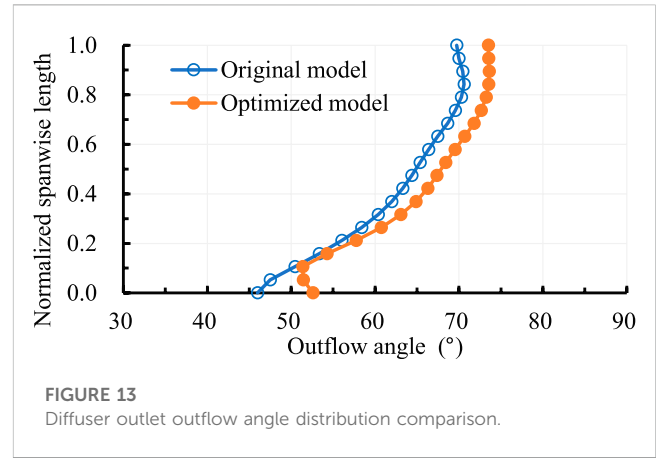 Normalized spanwise length
1.0
0.8
0.6
0.4
0.2
0.0
Original model
Optimized model
30 40 50 60 70 80 90
Outflow angle (°)
FIGURE 13
Diffuser outlet outflow angle distribution comparison.